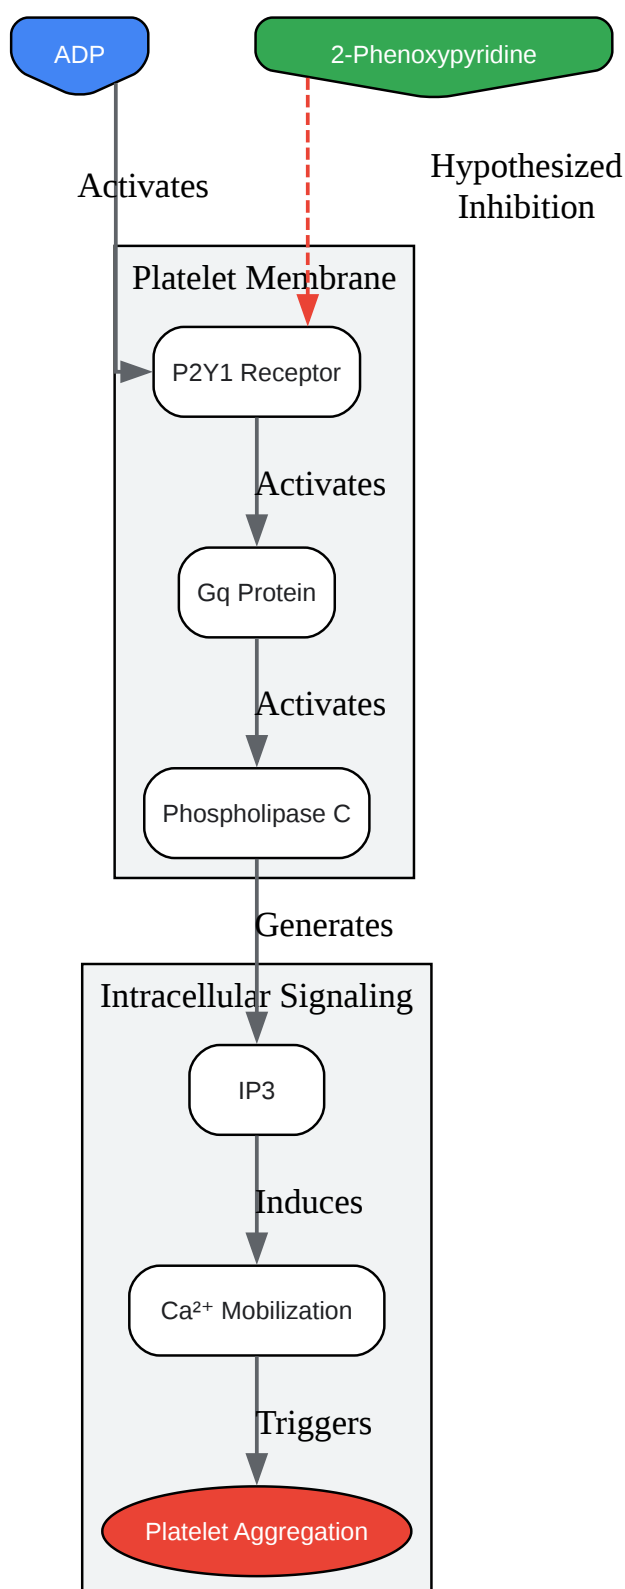 ADP
2-Phenoxypyridine
Activates
Hypothesized
Inhibition
Platelet Membrane
P2Y1 Receptor
Activates
Gq Protein
Activates
Phospholipase C
Generates
Intracellular Signaling
IP3
Induces
Ca²⁺ Mobilization
Triggers
Platelet Aggregation